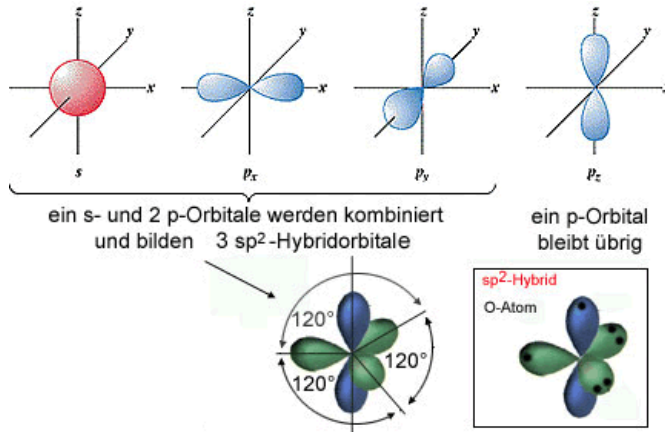 z
y
x
s
z
y
x
px
z
y
x
py
z
x
pz
ein s- und 2 p-Orbitale werden kombiniert
und bilden 3 sp²-Hybridorbitale
ein p-Orbital
bleibt übrig
120°
120°
120°
sp²-Hybrid
O-Atom